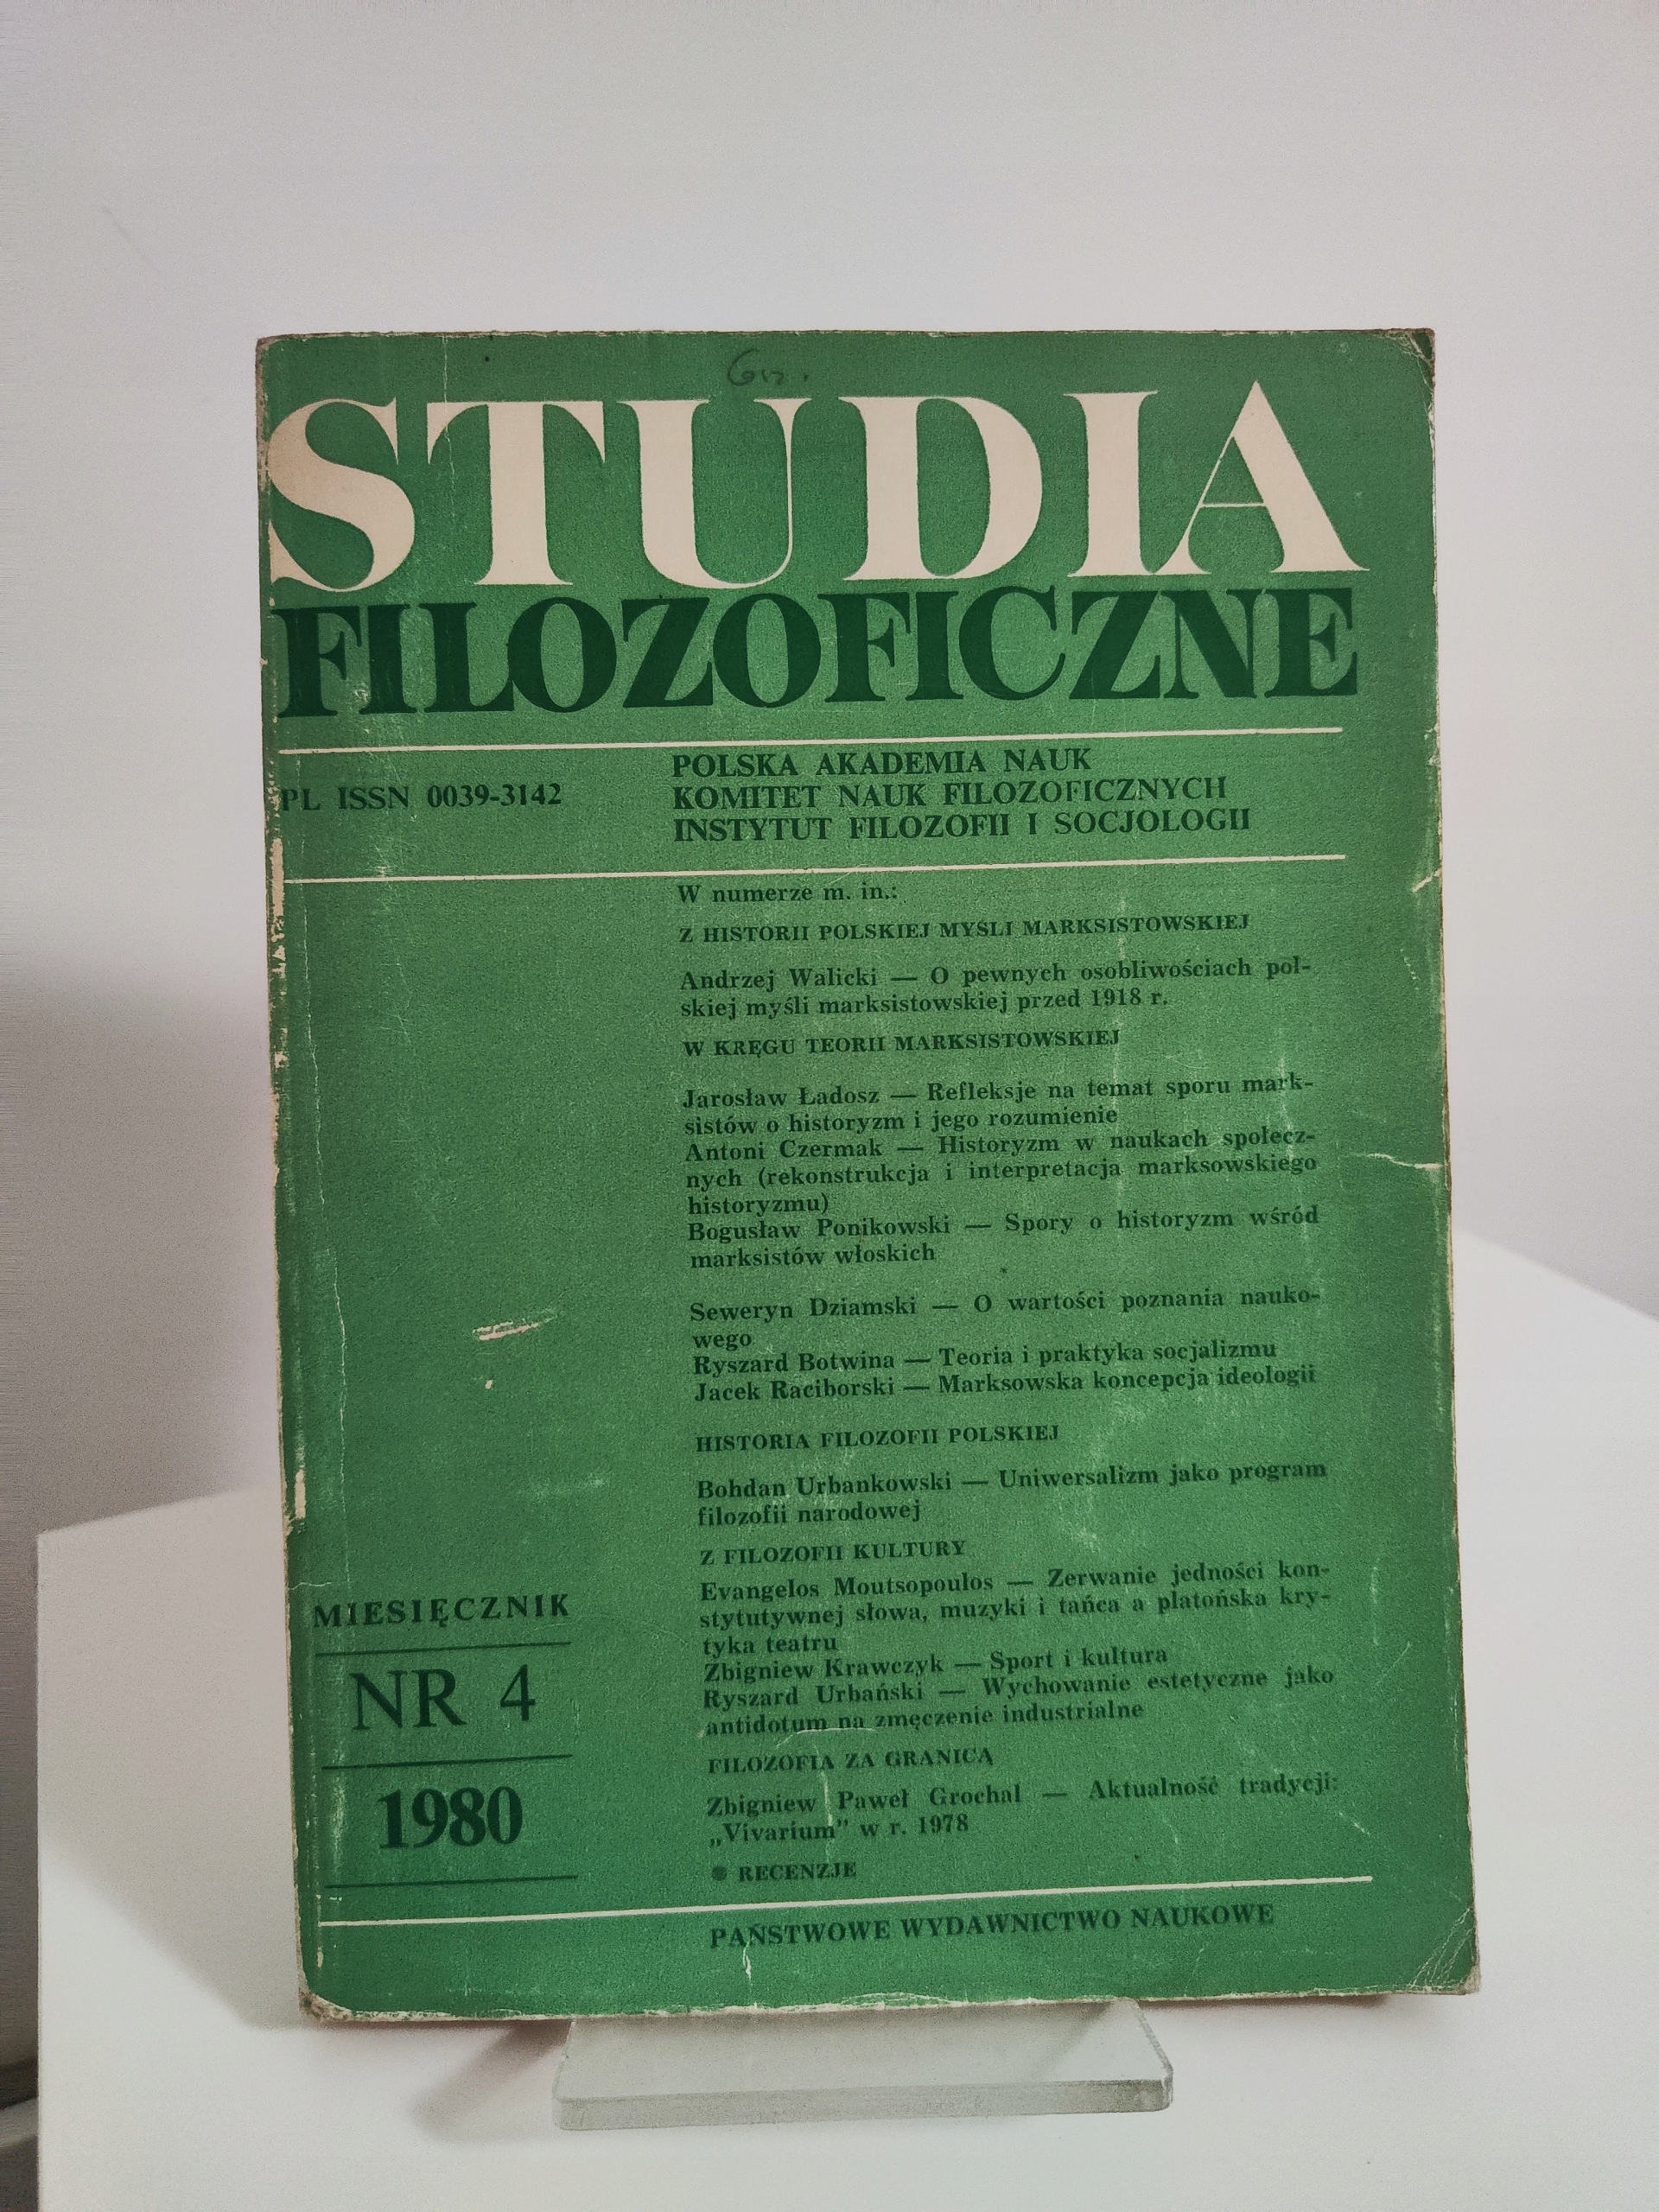 STUDIA
FILOZOFICZNE
PL ISSN 0039-3142
POLSKA AKADEMIA NAUK
KOMITET NAUK FILOZOFICZNYCH
INSTYTUT FILOZOFII I SOCJOLOGII
W numerze m. in.:
Z HISTORII POLSKIEJ MYŚLI MARKSISTOWSKIEJ
Andrzej Walicki — O pewnych osobliwościach pol-
skiej myśli marksistowskiej przed 1918 r.
W KRĘGU TEORII MARKSISTOWSKIEJ
Jarosław Ładosz — Refleksje na temat sporu mark-
sistów o historyzm i jego rozumienie
Antoni Czermak — Historyzm w naukach społecz-
nych (rekonstrukcja i interpretacja marksowskiego
historyzmu)
Bogusław Ponikowski — Spory o historyzm wśród
marksistów włoskich
Seweryn Dziamski — O wartości poznania nauko-
wego
Ryszard Botwina — Teoria i praktyka socjalizmu
Jacek Raciborski — Marksowska koncepcja ideologii
HISTORIA FILOZOFII POLSKIEJ
Bohdan Urbankowski — Uniwersalizm jako program
filozofii narodowej
Z FILOZOFII KULTURY
Evangelos Moutsopoulos — Zerwanie jedności kon-
stytutywnej słowa, muzyki i tańca a platońska kry-
tyka teatru
Zbigniew Krawczyk — Sport i kultura
Ryszard Urbański — Wychowanie estetyczne jako
antidotum na zmęczenie industrialne
FILOZOFIA ZA GRANICĄ
Zbigniew Paweł Grochal — Aktualność tradycji:
„Vivarium” w r. 1978
● RECENZJE
MIESIĘCZNIK
NR 4
1980
PAŃSTWOWE WYDAWNICTWO NAUKOWE